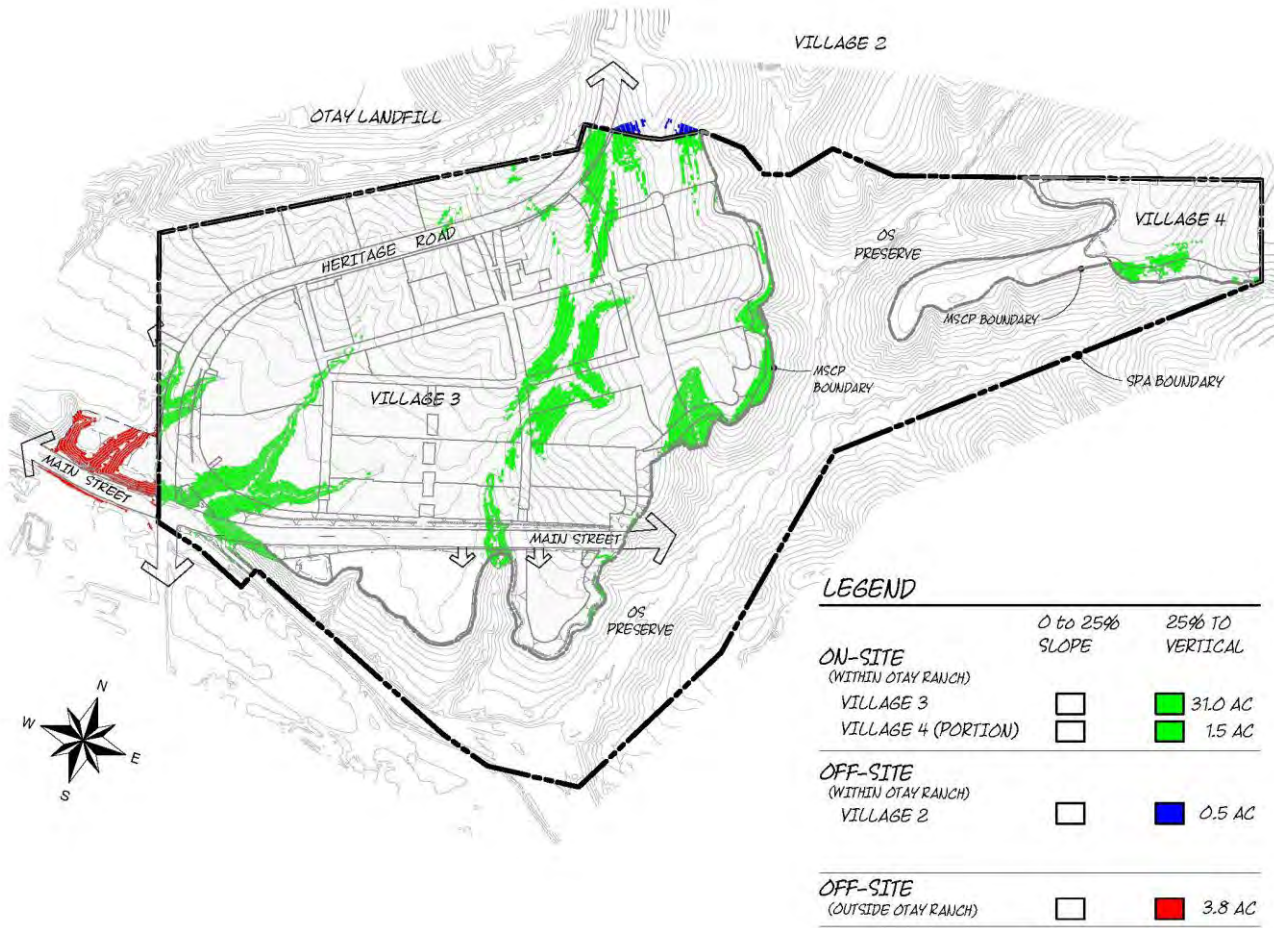 VILLAGE 2
OTAY LANDFILL
VILLAGE 4
OS
PRESERVE
HERITAGE ROAD
MSCP BOUNDARY
MSCP
BOUNDARY
SPA BOUNDARY
VILLAGE 3
MAIN STREET
MAIN STREET
OS
PRESERVE
N
W
E
S
LEGEND
0 to 25% SLOPE
25% TO VERTICAL
ON-SITE
(WITHIN OTAY RANCH)
VILLAGE 3 31.0 AC
VILLAGE 4 (PORTION) 1.5 AC
OFF-SITE
(WITHIN OTAY RANCH)
VILLAGE 2 0.5 AC
OFF-SITE
(OUTSIDE OTAY RANCH) 3.8 AC